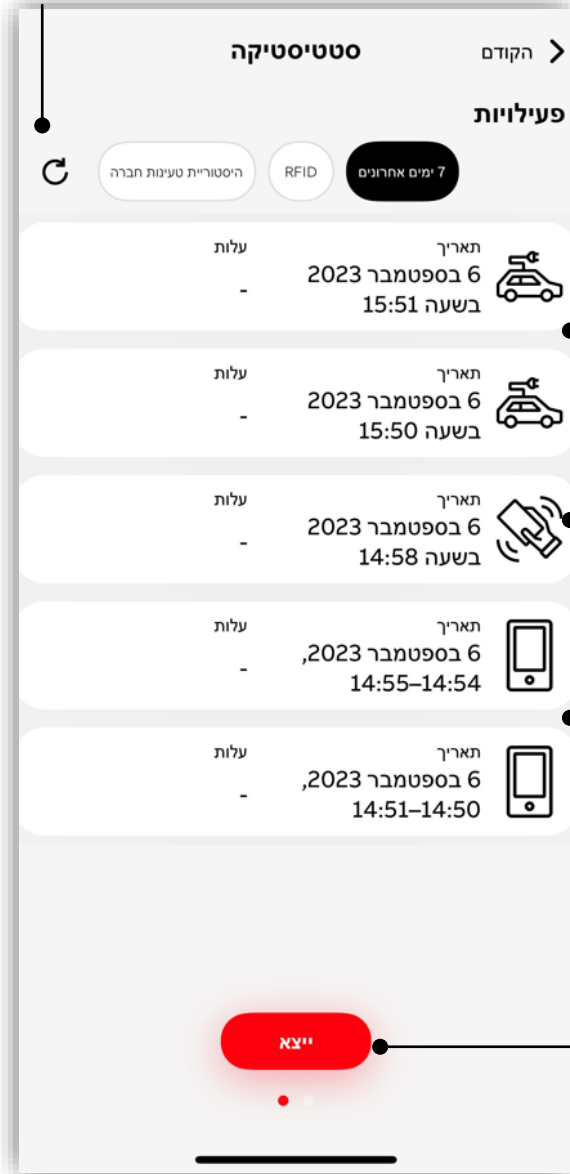 הקודם
סטטיסטיקה
פעילויות
7 ימים אחרונים
RFID
היסטוריית טעינות חברה
תאריך
6 בספטמבר 2023
בשעה 15:51
עלות
-
תאריך
6 בספטמבר 2023
בשעה 15:50
עלות
-
תאריך
6 בספטמבר 2023
בשעה 14:58
עלות
-
תאריך
6 בספטמבר 2023,
14:55–14:54
עלות
-
תאריך
6 בספטמבר 2023,
14:51–14:50
עלות
-
ייצא